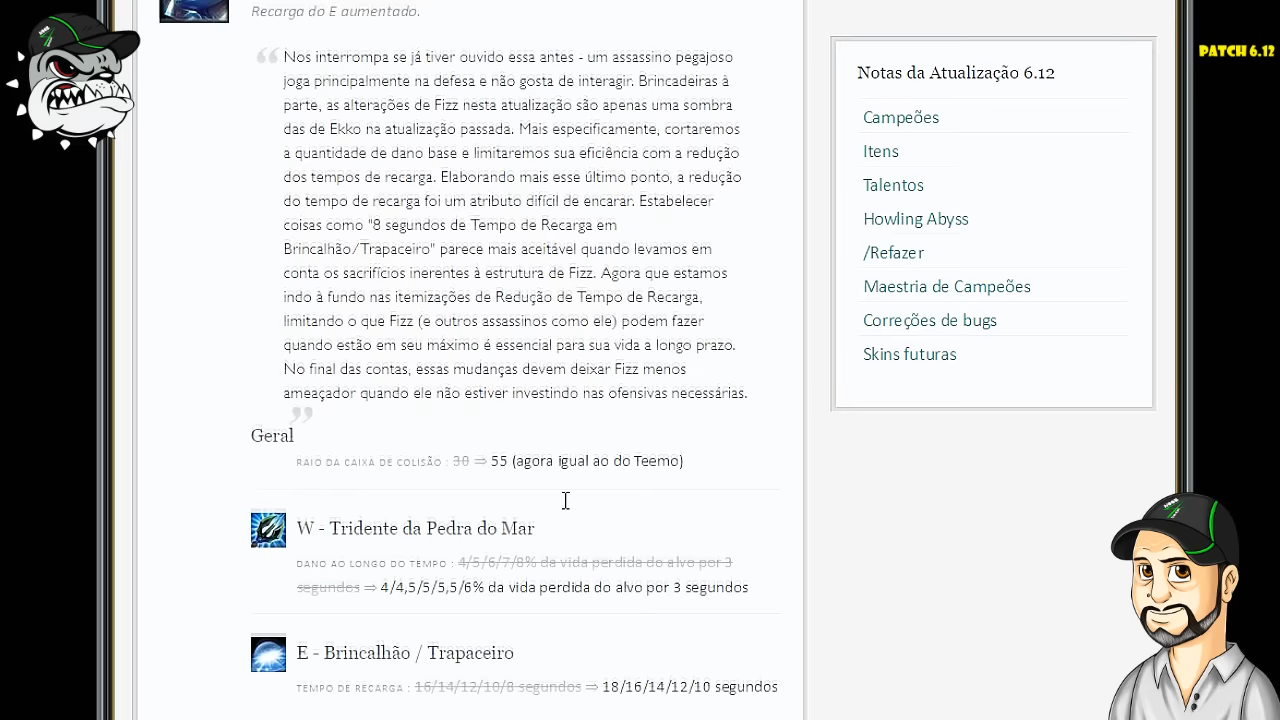 Recarga do E aumentado.
PATCH 6.12
Nos interrompa se já tiver ouvido essa antes - um assassino pegajoso
joga principalmente na defesa e não gosta de interagir. Brincadeiras à
parte, as alterações de Fizz nesta atualização são apenas uma sombra
das de Ekko na atualização passada. Mais especificamente, cortaremos
a quantidade de dano base e limitaremos sua eficiência com a redução
dos tempos de recarga. Elaborando mais esse último ponto, a redução
do tempo de recarga foi um atributo difícil de encarar. Estabelecer
coisas como "8 segundos de Tempo de Recarga em
Brincalhão/Trapaceiro" parece mais aceitável quando levamos em
conta os sacrifícios inerentes à estrutura de Fizz. Agora que estamos
indo à fundo nas itemizações de Redução de Tempo de Recarga,
limitando o que Fizz (e outros assassinos como ele) podem fazer
quando estão em seu máximo é essencial para sua vida a longo prazo.
No final das contas, essas mudanças devem deixar Fizz menos
ameaçador quando ele não estiver investindo nas ofensivas necessárias.
Geral
RAIO DA CAIXA DE COLISÃO : 30 ⇒ 55 (agora igual ao do Teemo)
W - Tridente da Pedra do Mar
DANO AO LONGO DO TEMPO : 4/5/6/7/8% da vida perdida do alvo por 3
segundos ⇒ 4/4,5/5/5,5/6% da vida perdida do alvo por 3 segundos
E - Brincalhão / Trapaceiro
TEMPO DE RECARGA : 16/14/12/10/8 segundos ⇒ 18/16/14/12/10 segundos
Notas da Atualização 6.12
Campeões
Itens
Talentos
Howling Abyss
/Refazer
Maestria de Campeões
Correções de bugs
Skins futuras